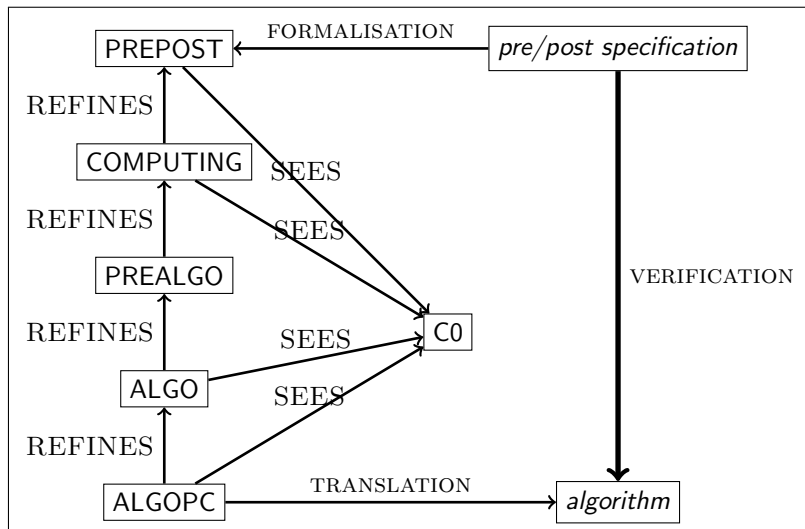 FORMALISATION
PREPOST
pre/post specification
REFINES
COMPUTING
SEES
REFINES
SEES
PREALGO
VERIFICATION
REFINES
SEES
C0
ALGO
SEES
REFINES
ALGOPC
TRANSLATION
algorithm